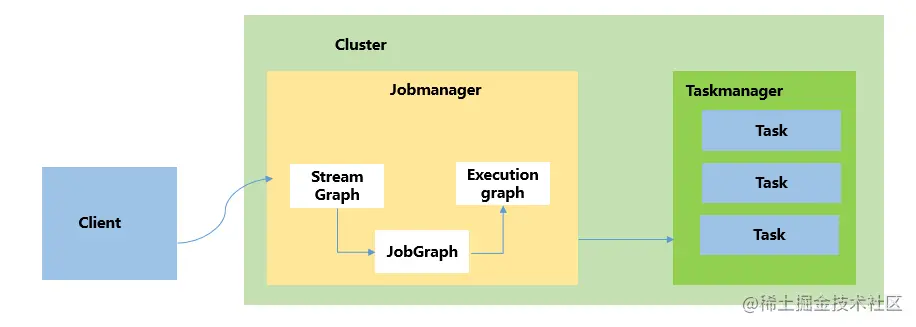 Cluster
Jobmanager
Taskmanager
Task
Stream
Graph
Execution
graph
Task
Client
JobGraph
Task
@稀土掘金技术社区